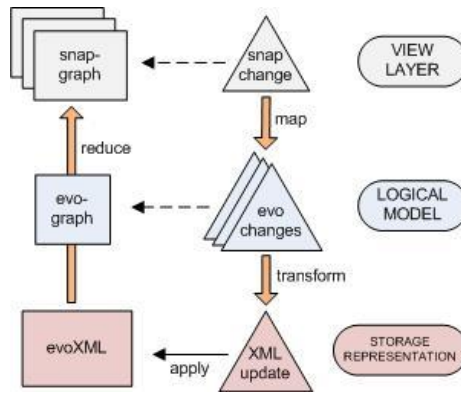 snap-
graph
snap
change
VIEW
LAYER
map
reduce
evo-
graph
evo
changes
LOGICAL
MODEL
transform
evoXML
apply
XML
update
STORAGE
REPRESENTATION